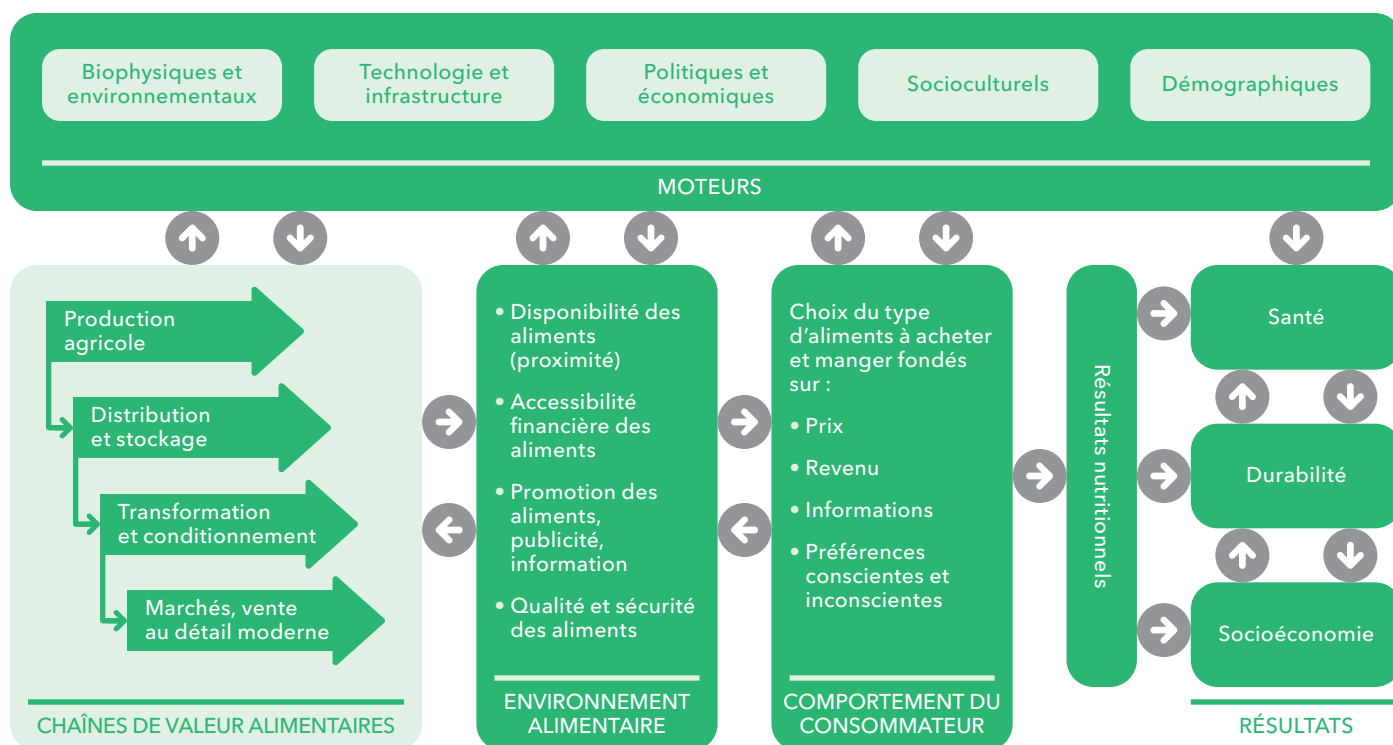 Biophysiques et
environnementaux
Technologie et
infrastructure
Politiques et
économiques
Socioculturels
Démographiques
MOTEURS
Production
agricole
Distribution
et stockage
Transformation
et conditionnement
Marchés, vente
au détail moderne
CHAÎNES DE VALEUR ALIMENTAIRES
• Disponibilité des
aliments
(proximité)
• Accessibilité
financière des
aliments
• Promotion des
aliments,
publicité,
information
• Qualité et sécurité
des aliments
ENVIRONNEMENT
ALIMENTAIRE
Choix du type
d’aliments à acheter
et manger fondés
sur :
• Prix
• Revenu
• Informations
• Préférences
conscientes et
inconscientes
COMPORTEMENT DU
CONSOMMATEUR
Résultats nutritionnels
Santé
Durabilité
Socioéconomie
RÉSULTATS